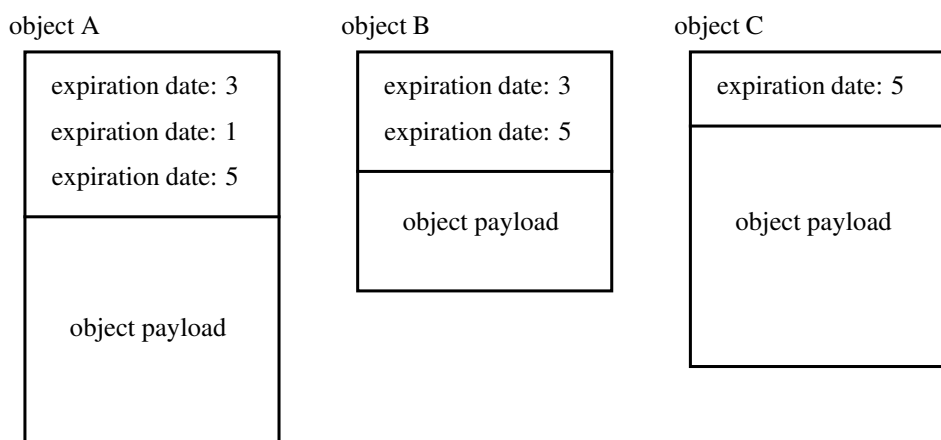 object A
expiration date: 3
expiration date: 1
expiration date: 5
object payload
object B
expiration date: 3
expiration date: 5
object payload
object C
expiration date: 5
object payload